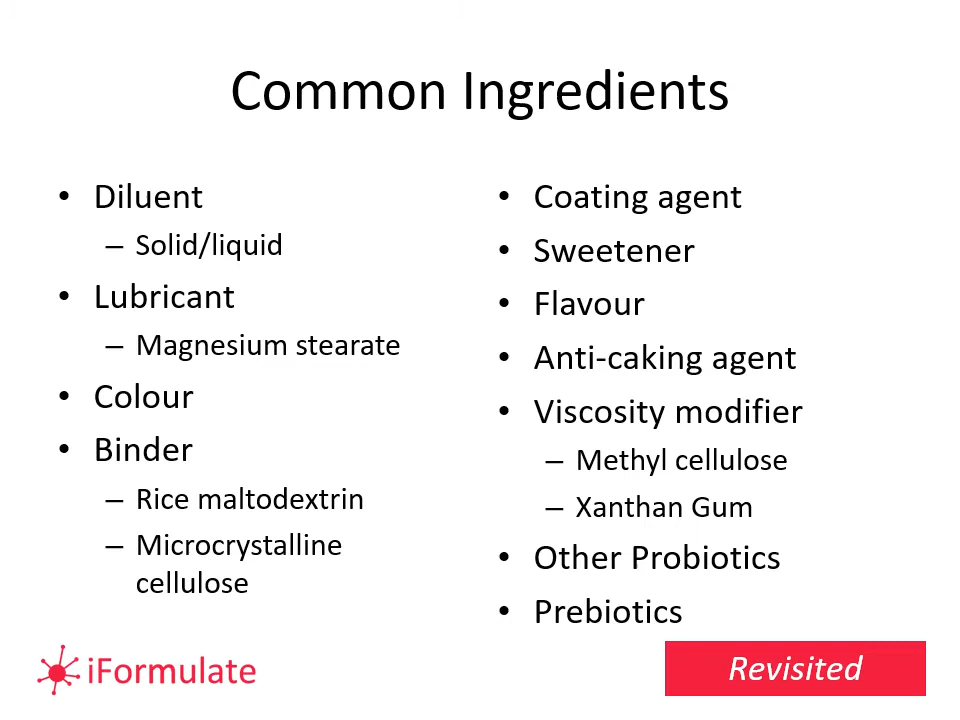 Common Ingredients
• Diluent
– Solid/liquid
• Lubricant
– Magnesium stearate
• Colour
• Binder
– Rice maltodextrin
– Microcrystalline
cellulose
• Coating agent
• Sweetener
• Flavour
• Anti-caking agent
• Viscosity modifier
– Methyl cellulose
– Xanthan Gum
• Other Probiotics
• Prebiotics
iFormulate
Revisited